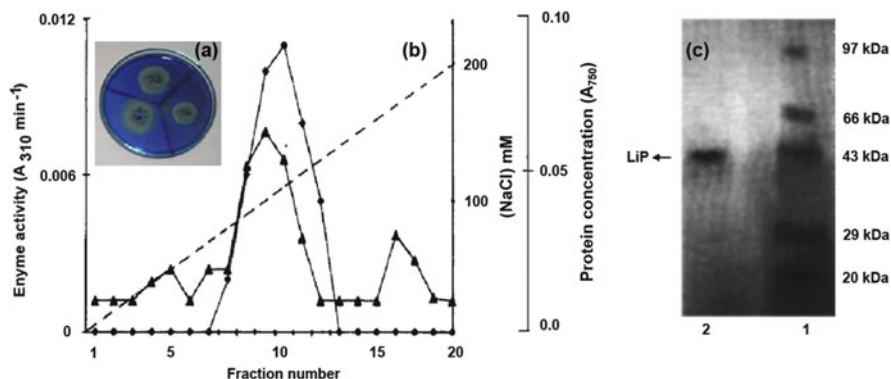 (a)
(b)
(c)
0.012
0.006
0
Enyme activity (A 310 min-1)
1
5
10
15
20
Fraction number
200
100
(NaCl) mM
0.10
0.05
0.0
Protein concentration (A750)
LiP
97 kDa
66 kDa
43 kDa
29 kDa
20 kDa
2
1